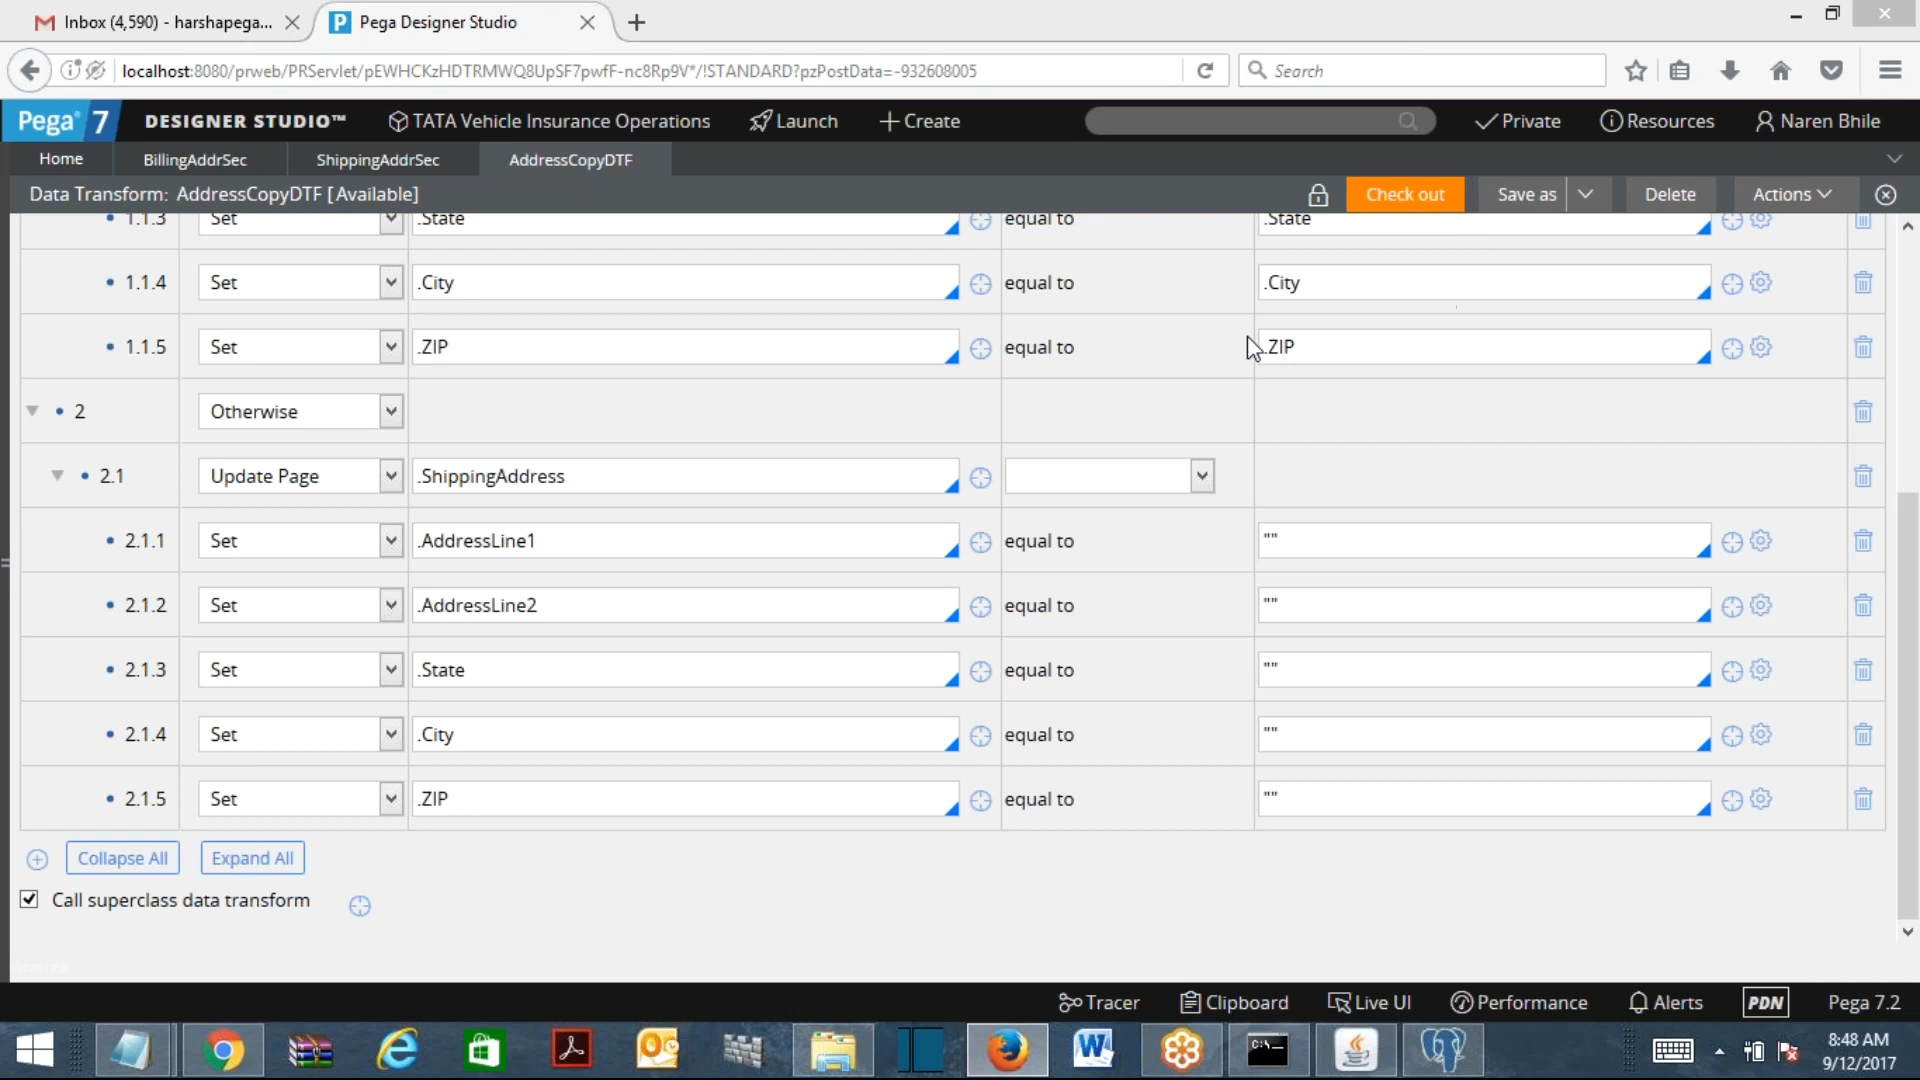 Inbox (4,590) - harshapega...
Pega Designer Studio
localhost:8080/prweb/PRServlet/pEWHCKzHDTRMWQ8UpSF7pwfF-nc8Rp9V*/!STANDARD?pzPostData=-932608005
Search
Pega 7
DESIGNER STUDIO™
TATA Vehicle Insurance Operations
Launch
Create
Private
Resources
Naren Bhile
Home
BillingAddrSec
ShippingAddrSec
AddressCopyDTF
Data Transform: AddressCopyDTF [Available]
Check out
Save as
Delete
Actions
1.1.3 Set .State equal to .State
1.1.4 Set .City equal to .City
1.1.5 Set .ZIP equal to .ZIP
2 Otherwise
2.1 Update Page .ShippingAddress
2.1.1 Set .AddressLine1 equal to ""
2.1.2 Set .AddressLine2 equal to ""
2.1.3 Set .State equal to ""
2.1.4 Set .City equal to ""
2.1.5 Set .ZIP equal to ""
Collapse All
Expand All
Call superclass data transform
Tracer
Clipboard
Live UI
Performance
Alerts
PDN
Pega 7.2
8:48 AM
9/12/2017